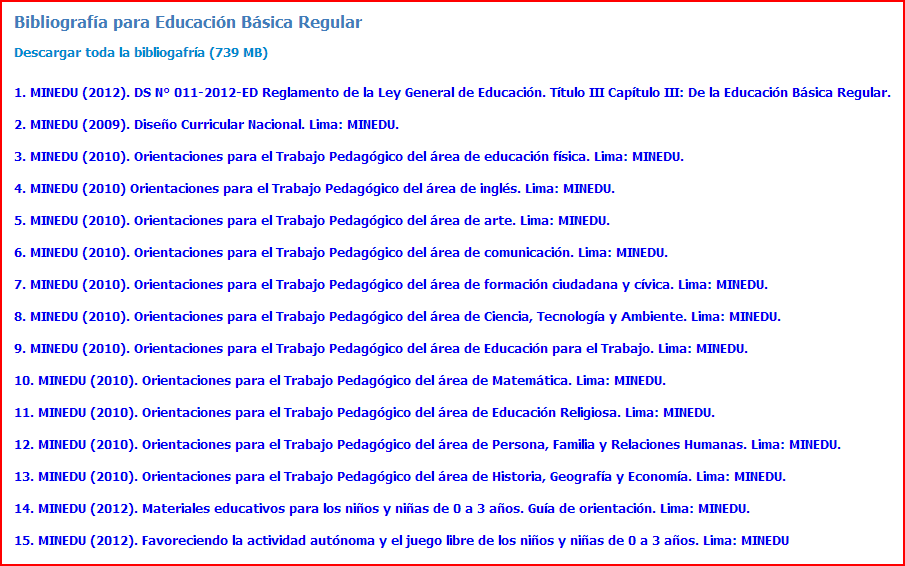 Bibliografía para Educación Básica Regular
Descargar toda la bibliogafría (739 MB)
1. MINEDU (2012). DS N° 011-2012-ED Reglamento de la Ley General de Educación. Título III Capítulo III: De la Educación Básica Regular.
2. MINEDU (2009). Diseño Curricular Nacional. Lima: MINEDU.
3. MINEDU (2010). Orientaciones para el Trabajo Pedagógico del área de educación física. Lima: MINEDU.
4. MINEDU (2010) Orientaciones para el Trabajo Pedagógico del área de inglés. Lima: MINEDU.
5. MINEDU (2010). Orientaciones para el Trabajo Pedagógico del área de arte. Lima: MINEDU.
6. MINEDU (2010). Orientaciones para el Trabajo Pedagógico del área de comunicación. Lima: MINEDU.
7. MINEDU (2010). Orientaciones para el Trabajo Pedagógico del área de formación ciudadana y cívica. Lima: MINEDU.
8. MINEDU (2010). Orientaciones para el Trabajo Pedagógico del área de Ciencia, Tecnología y Ambiente. Lima: MINEDU.
9. MINEDU (2010). Orientaciones para el Trabajo Pedagógico del área de Educación para el Trabajo. Lima: MINEDU.
10. MINEDU (2010). Orientaciones para el Trabajo Pedagógico del área de Matemática. Lima: MINEDU.
11. MINEDU (2010). Orientaciones para el Trabajo Pedagógico del área de Educación Religiosa. Lima: MINEDU.
12. MINEDU (2010). Orientaciones para el Trabajo Pedagógico del área de Persona, Familia y Relaciones Humanas. Lima: MINEDU.
13. MINEDU (2010). Orientaciones para el Trabajo Pedagógico del área de Historia, Geografía y Economía. Lima: MINEDU.
14. MINEDU (2012). Materiales educativos para los niños y niñas de 0 a 3 años. Guía de orientación. Lima: MINEDU.
15. MINEDU (2012). Favoreciendo la actividad autónoma y el juego libre de los niños y niñas de 0 a 3 años. Lima: MINEDU